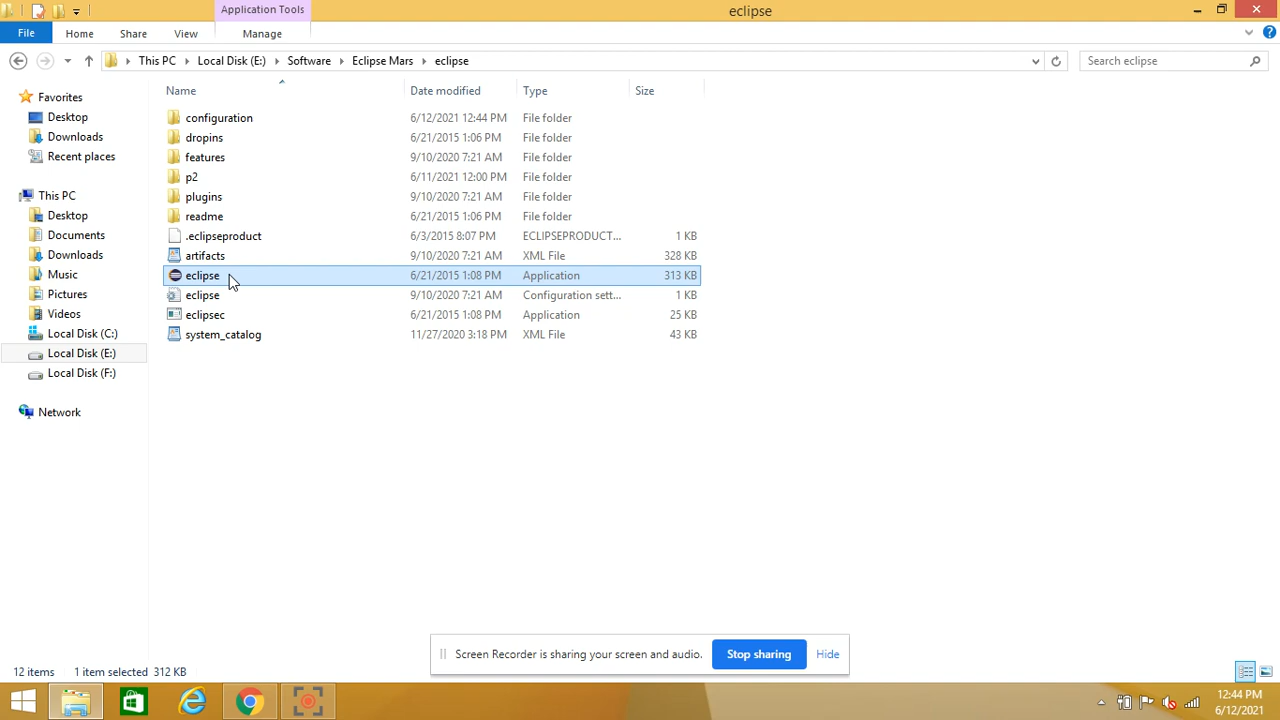 Application Tools
eclipse
File Home Share View Manage
This PC Local Disk (E:) Software Eclipse Mars eclipse
Search eclipse
Name Date modified Type Size
Favorites
Desktop
Downloads
Recent places
This PC
Desktop
Documents
Downloads
Music
Pictures
Videos
Local Disk (C:)
Local Disk (E:)
Local Disk (F:)
Network
configuration 6/12/2021 12:44 PM File folder
dropins 6/21/2015 1:06 PM File folder
features 9/10/2020 7:21 AM File folder
p2 6/11/2021 12:00 PM File folder
plugins 9/10/2020 7:21 AM File folder
readme 6/21/2015 1:06 PM File folder
.eclipseproduct 6/3/2015 8:07 PM ECLIPSEPRODUCT... 1 KB
artifacts 9/10/2020 7:21 AM XML File 328 KB
eclipse 6/21/2015 1:08 PM Application 313 KB
eclipse 9/10/2020 7:21 AM Configuration sett... 1 KB
eclipsec 6/21/2015 1:08 PM Application 25 KB
system_catalog 11/27/2020 3:18 PM XML File 43 KB
Screen Recorder is sharing your screen and audio. Stop sharing Hide
12 items 1 item selected 312 KB
12:44 PM
6/12/2021